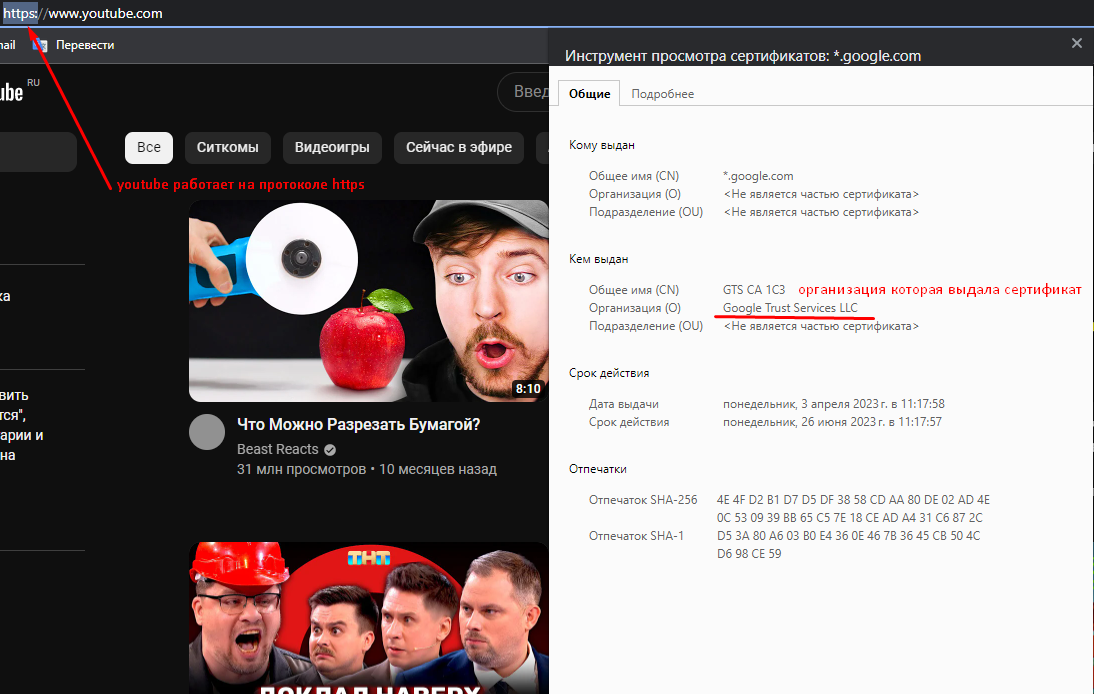 https://www.youtube.com
Перевести
Инструмент просмотра сертификатов: *.google.com
RU
Общие
Подробнее
Все
Ситкомы
Видеоигры
Сейчас в эфире
youtube работает на протоколе https
Кому выдан
Общее имя (CN) *.google.com
Организация (O) <Не является частью сертификата>
Подразделение (OU) <Не является частью сертификата>
Кем выдан
Общее имя (CN) GTS CA 1C3 организация которая выдала сертификат
Организация (O) Google Trust Services LLC
Подразделение (OU) <Не является частью сертификата>
Срок действия
Дата выдачи понедельник, 3 апреля 2023 г. в 11:17:58
Срок действия понедельник, 26 июня 2023 г. в 11:17:57
Отпечатки
Отпечаток SHA-256 4E 4F D2 B1 D7 D5 DF 38 58 CD AA 80 DE 02 AD 4E
0C 53 09 39 BB 65 C5 7E 18 CE AD A4 31 C6 87 2C
Отпечаток SHA-1 D5 3A 80 A6 03 B0 E4 36 0E 46 7B 36 45 CB 50 4C
D6 98 CE 59
8:10
Что Можно Разрезать Бумагой?
Beast Reacts
31 млн просмотров • 10 месяцев назад
и
на
ТНТ
ДОКЛАД НАВЕРХ